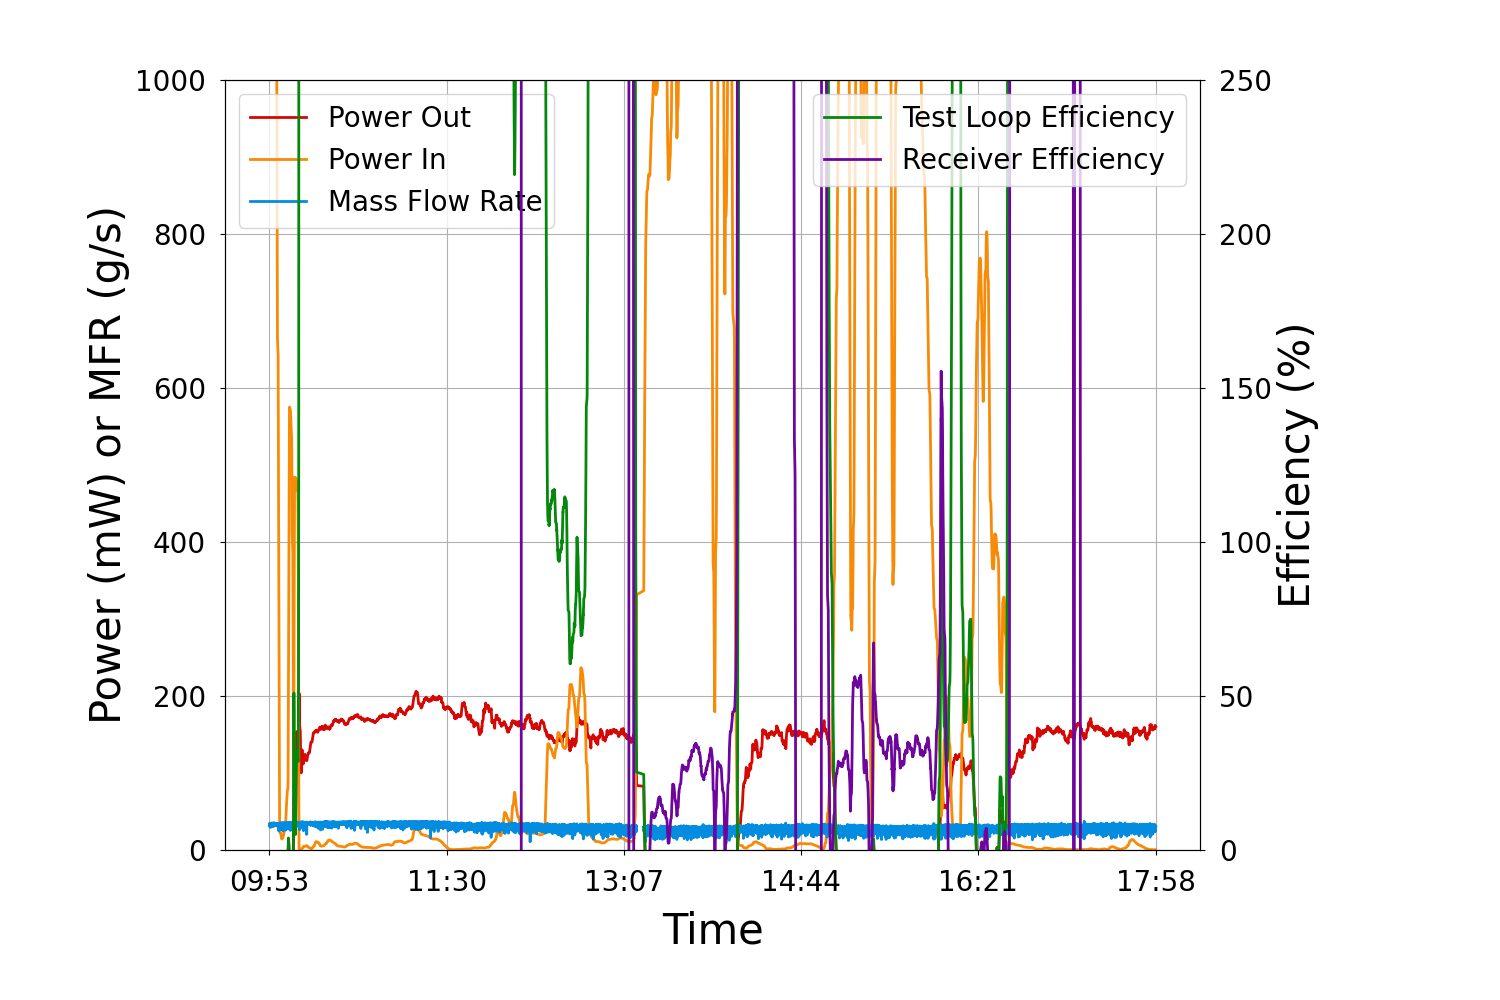 1000
800
600
400
200
0
Power (mW) or MFR (g/s)
Power Out
Power In
Mass Flow Rate
Test Loop Efficiency
Receiver Efficiency
250
200
150
100
50
0
Efficiency (%)
09:53 11:30 13:07 14:44 16:21 17:58
Time